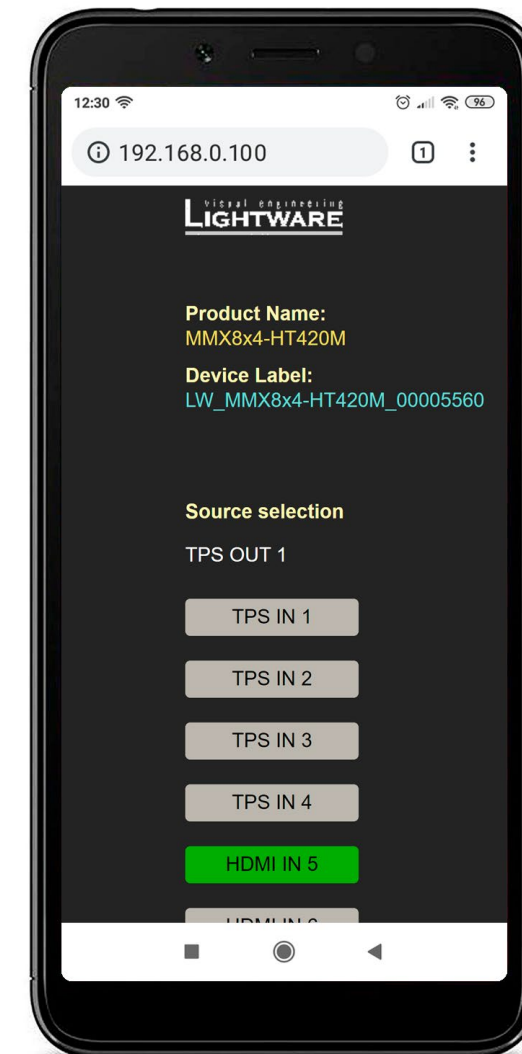 12:30
96
192.168.0.100
1
visual engineering
LIGHTWARE
Product Name:
MMX8x4-HT420M
Device Label:
LW_MMX8x4-HT420M_00005560
Source selection
TPS OUT 1
TPS IN 1
TPS IN 2
TPS IN 3
TPS IN 4
HDMI IN 5